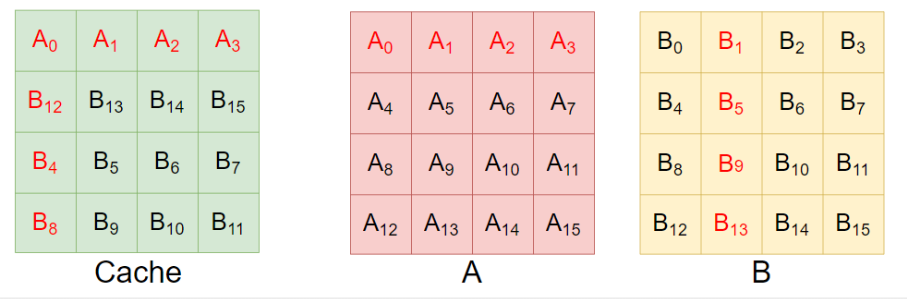 A₀ A₁ A₂ A₃
B₁₂ B₁₃ B₁₄ B₁₅
B₄ B₅ B₆ B₇
B₈ B₉ B₁₀ B₁₁
Cache
A₀ A₁ A₂ A₃
A₄ A₅ A₆ A₇
A₈ A₉ A₁₀ A₁₁
A₁₂ A₁₃ A₁₄ A₁₅
A
B₀ B₁ B₂ B₃
B₄ B₅ B₆ B₇
B₈ B₉ B₁₀ B₁₁
B₁₂ B₁₃ B₁₄ B₁₅
B